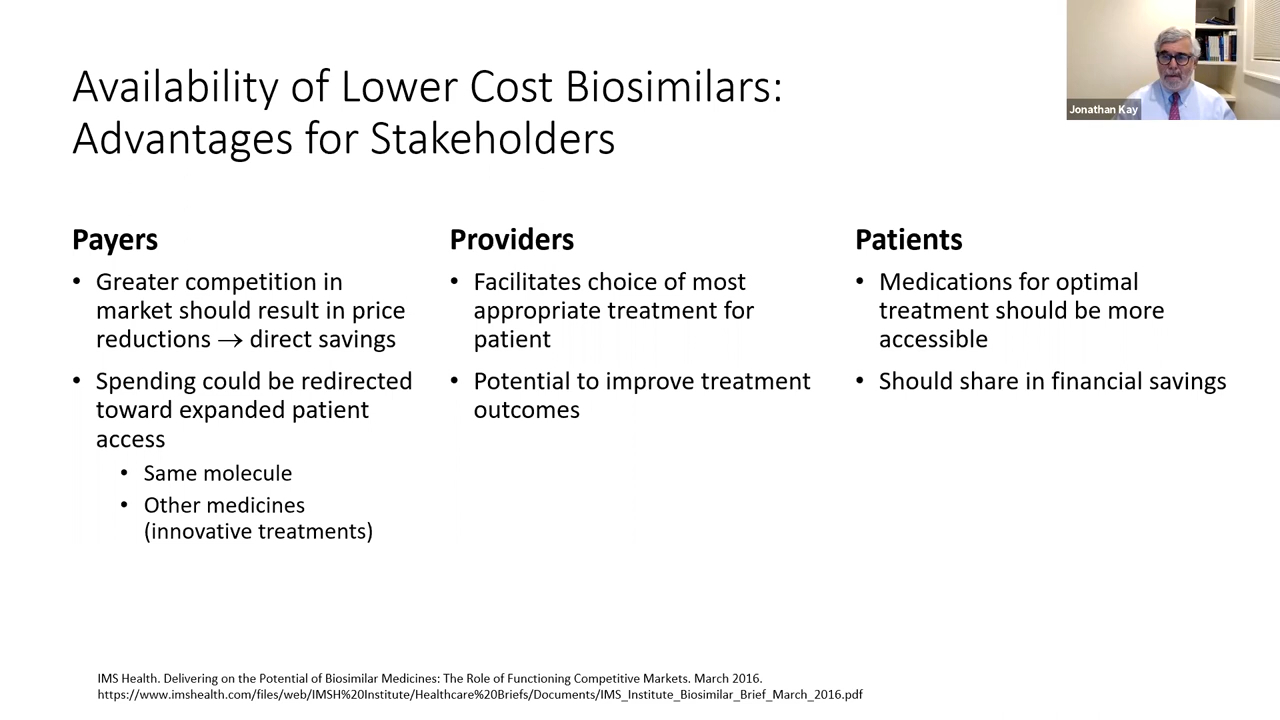 Availability of Lower Cost Biosimilars:
Advantages for Stakeholders
Jonathan Kay
Payers
• Greater competition in
market should result in price
reductions → direct savings
• Spending could be redirected
toward expanded patient
access
• Same molecule
• Other medicines
(innovative treatments)
Providers
• Facilitates choice of most
appropriate treatment for
patient
• Potential to improve treatment
outcomes
Patients
• Medications for optimal
treatment should be more
accessible
• Should share in financial savings
IMS Health. Delivering on the Potential of Biosimilar Medicines: The Role of Functioning Competitive Markets. March 2016.
https://www.imshealth.com/files/web/IMSH%20Institute/Healthcare%20Briefs/Documents/IMS_Institute_Biosimilar_Brief_March_2016.pdf